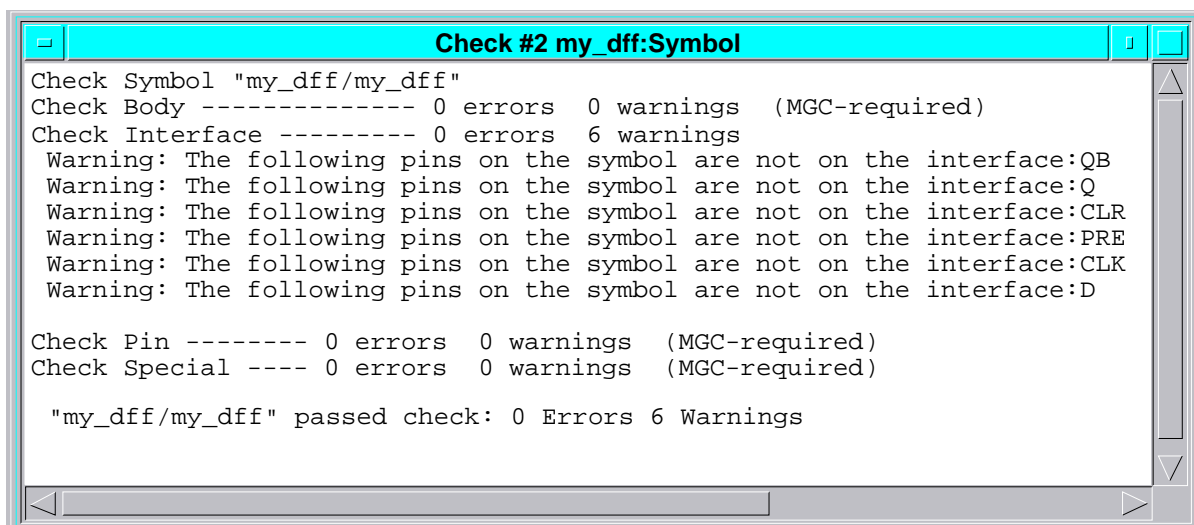 Check #2 my_dff:Symbol
Check Symbol "my_dff/my_dff"
Check Body -------------- 0 errors  0 warnings  (MGC-required)
Check Interface --------- 0 errors  6 warnings
Warning: The following pins on the symbol are not on the interface:QB
Warning: The following pins on the symbol are not on the interface:Q
Warning: The following pins on the symbol are not on the interface:CLR
Warning: The following pins on the symbol are not on the interface:PRE
Warning: The following pins on the symbol are not on the interface:CLK
Warning: The following pins on the symbol are not on the interface:D
Check Pin -------- 0 errors  0 warnings  (MGC-required)
Check Special ---- 0 errors  0 warnings  (MGC-required)
"my_dff/my_dff" passed check: 0 Errors 6 Warnings